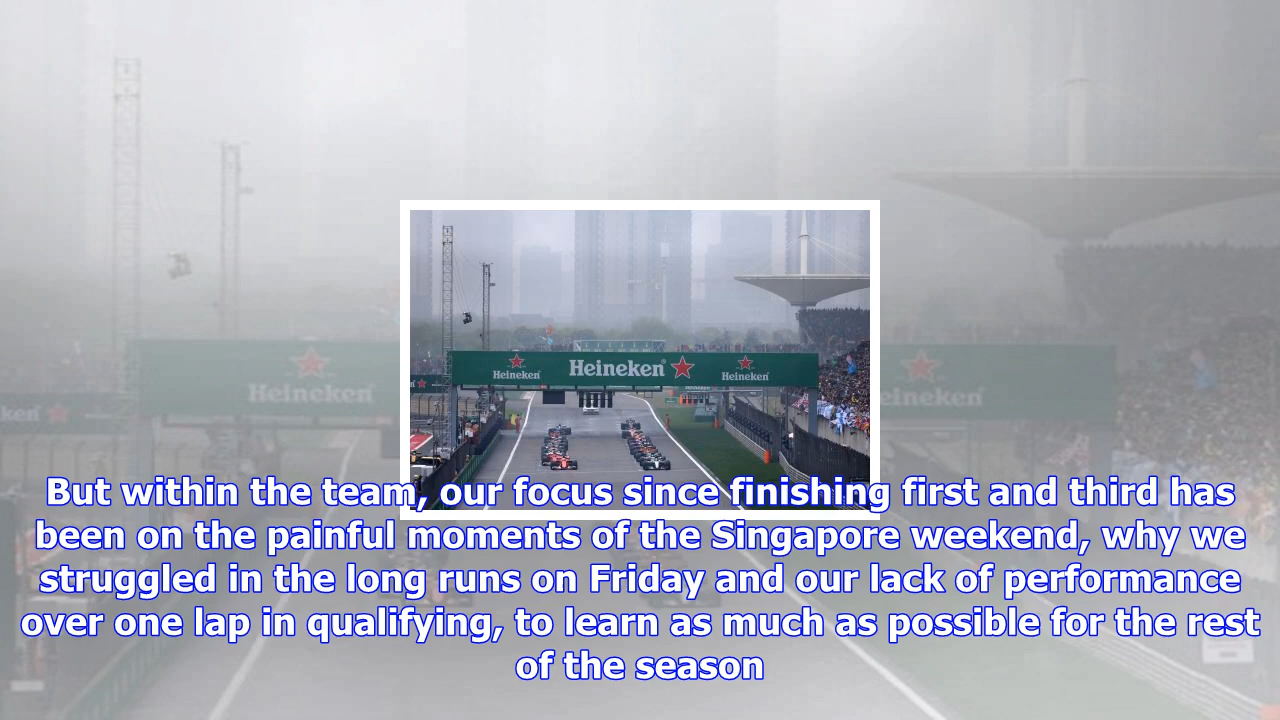 Heineken
Heineken
Heineken
Heineken
ken
eineken
But within the team, our focus since finishing first and third has
been on the painful moments of the Singapore weekend, why we
struggled in the long runs on Friday and our lack of performance
over one lap in qualifying, to learn as much as possible for the rest
of the season